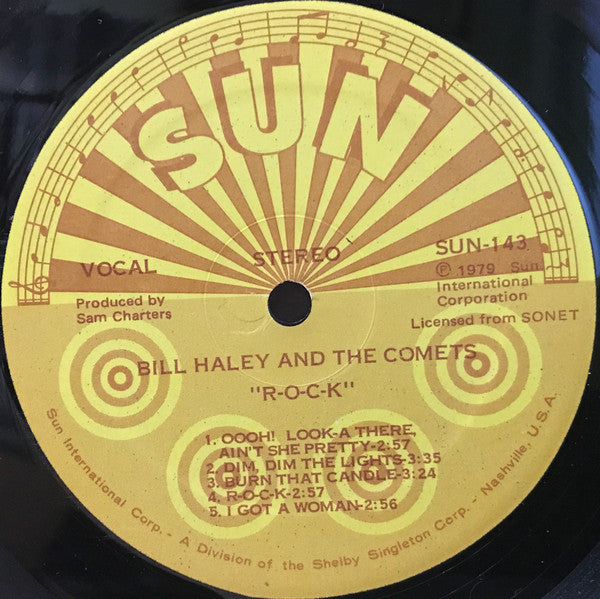 SUN
VOCAL
STEREO
SUN-143
Ⓟ 1979 Sun
International
Corporation
Produced by
Sam Charters
Licensed from SONET
BILL HALEY AND THE COMETS
"R-O-C-K"
1. OOOH! LOOK-A THERE,
AIN'T SHE PRETTY-2:57
2. DIM, DIM THE LIGHTS-3:35
3. BURN THAT CANDLE-3:24
4. R-O-C-K-2:57
5. I GOT A WOMAN-2:56
Sun International Corp. - A Division of the Shelby Singleton Corp. - Nashville, U.S.A.